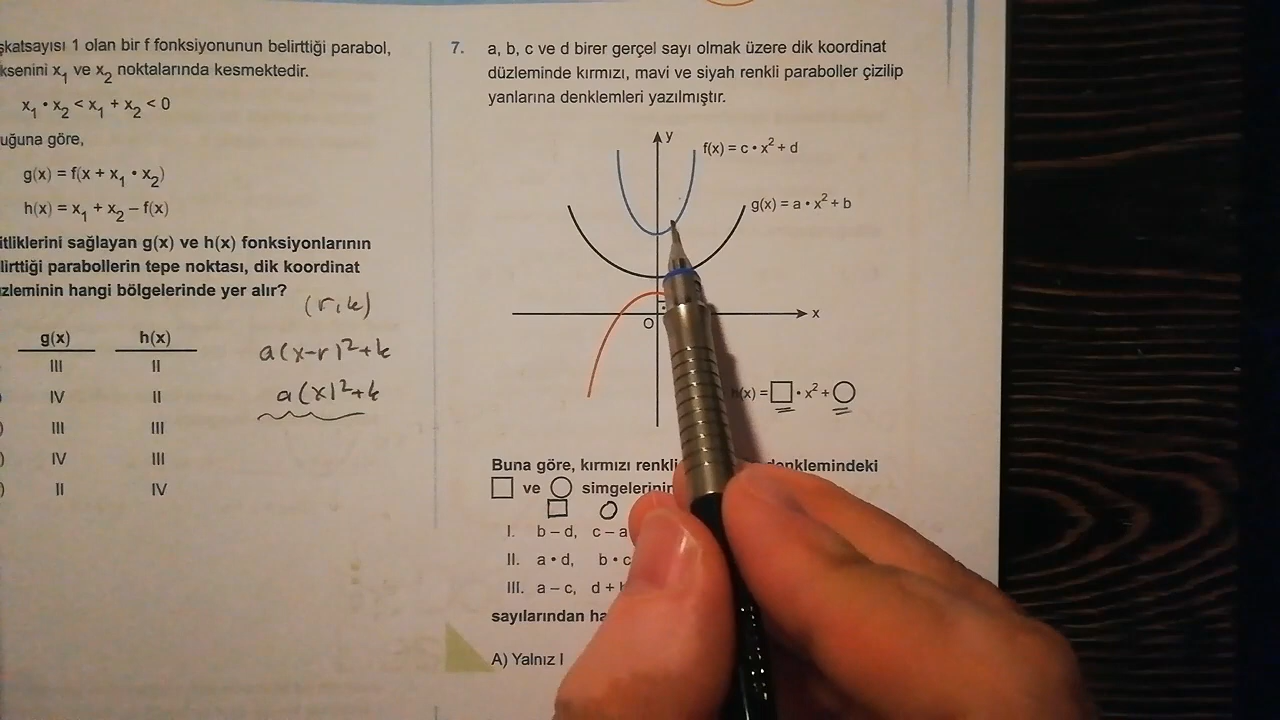 şkatsayısı 1 olan bir f fonksiyonunun belirttiği parabol,
ksenini x₁ ve x₂ noktalarında kesmektedir.
x₁ • x₂ < x₁ + x₂ < 0
uğuna göre,
g(x) = f(x + x₁ • x₂)
h(x) = x₁ + x₂ – f(x)
itliklerini sağlayan g(x) ve h(x) fonksiyonlarının
lirttiği parabollerin tepe noktası, dik koordinat
zleminin hangi bölgelerinde yer alır?
(r, k)
g(x) h(x)
III II
IV II
) III III
) IV III
) II IV
a(x-r)²+k
a(x)²+k
7. a, b, c ve d birer gerçel sayı olmak üzere dik koordinat
düzleminde kırmızı, mavi ve siyah renkli paraboller çizilip
yanlarına denklemleri yazılmıştır.
y
f(x) = c • x² + d
g(x) = a • x² + b
x
O
(x) = □ • x² + ○
Buna göre, kırmızı renkli denklemindeki
□ ve ○ simgelerinin
□ ○
I. b – d, c – a
II. a • d, b • c
III. a – c, d +
sayılarından
A) Yalnız I